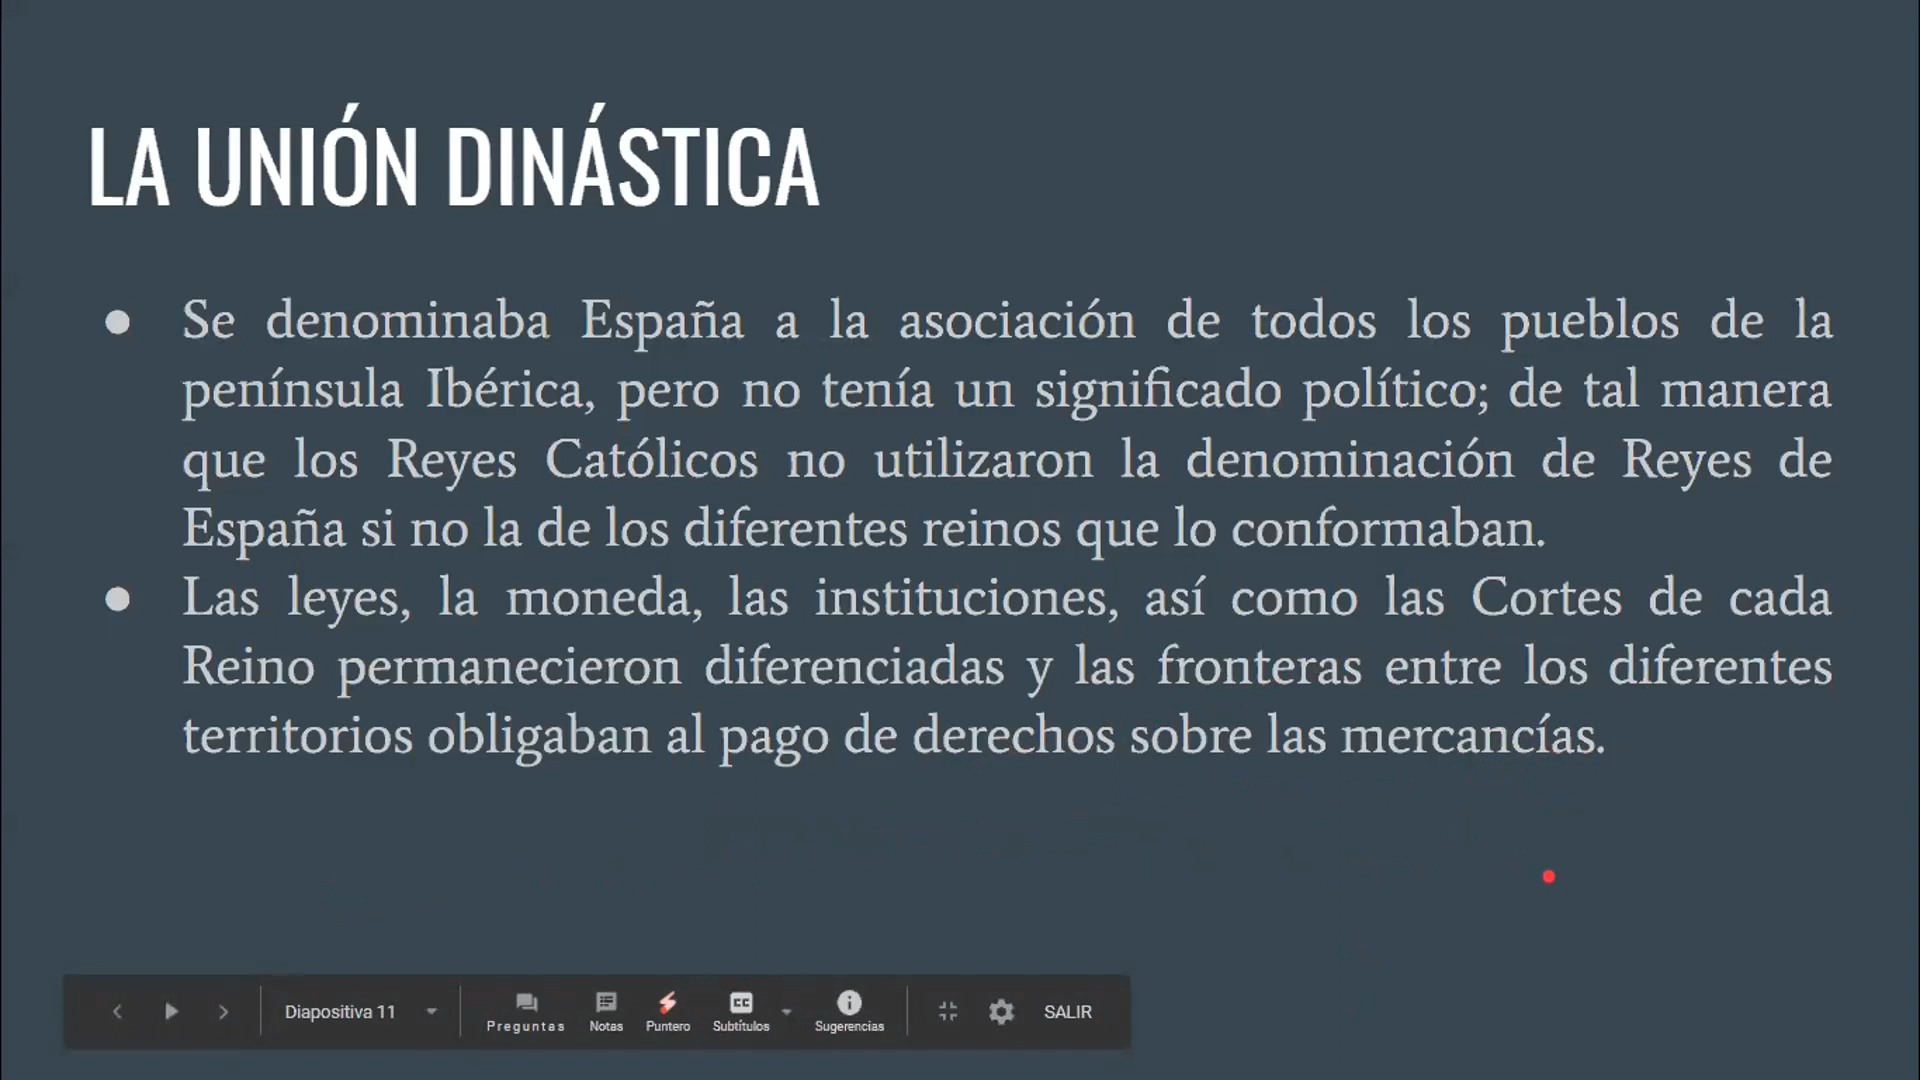 LA UNIÓN DINÁSTICA
● Se denominaba España a la asociación de todos los pueblos de la
península Ibérica, pero no tenía un significado político; de tal manera
que los Reyes Católicos no utilizaron la denominación de Reyes de
España si no la de los diferentes reinos que lo conformaban.
● Las leyes, la moneda, las instituciones, así como las Cortes de cada
Reino permanecieron diferenciadas y las fronteras entre los diferentes
territorios obligaban al pago de derechos sobre las mercancías.
Diapositiva 11
Preguntas
Notas
Puntero
CC
Subtítulos
Sugerencias
SALIR